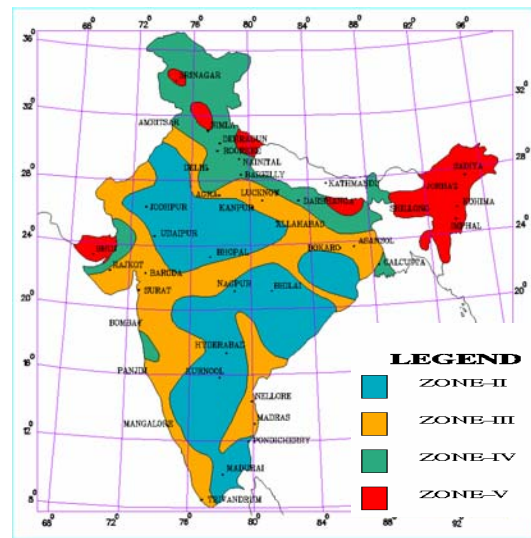 68° 72° 76° 80° 84° 88° 92° 96°
36°
32°
28°
24°
20°
16°
12°
8°
28°
24°
20°
SRINAGAR
SIMLA
AMRITSAR
DEHRADUN
ROORKEE
DELHI
NAINITAL
BAREILLY
AGRA
LUCKNOW
KATHMANDU
SADIYA
JORHAT
JODHPUR
KANPUR
DARBHANGA
SHILLONG
KOHIMA
ALLAHABAD
IMPHAL
UDAIPUR
BHUJ
BHOPAL
BOKARO
ASANSOL
RAJKOT
BARODA
CALCUTTA
SURAT
NAGPUR
BHILAI
BOMBAY
HYDERABAD
PANJIM
KURNOOL
NELLORE
MANGALORE
MADRAS
PONDICHERRY
MADURAI
TRIVANDRUM
68° 72° 76° 80° 84° 88° 92°
LEGEND
ZONE-II
ZONE-III
ZONE-IV
ZONE-V